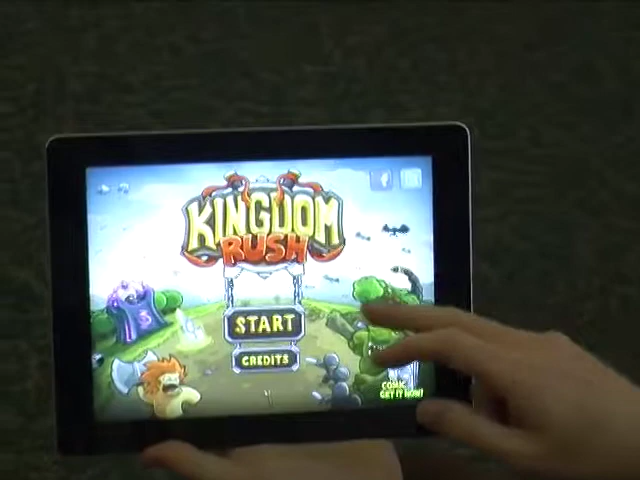 KINGDOM
RUSH
START
CREDITS
COMIC
GET IT NOW!